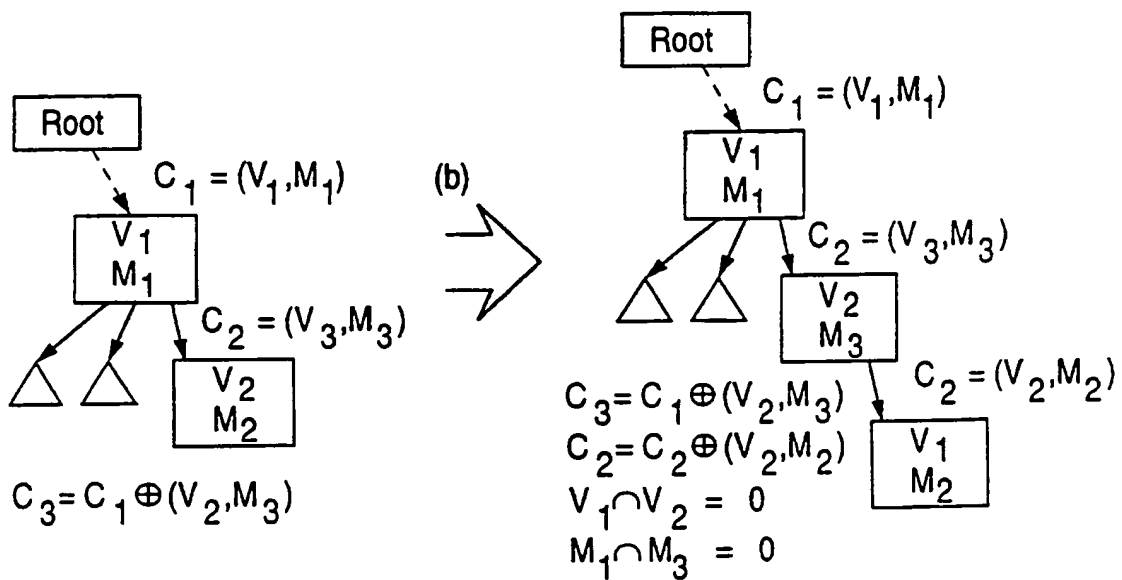 Root
C₁ = (V₁,M₁)
V₁
M₁
C₂ = (V₃,M₃)
V₂
M₂
C₃ = C₁ ⊕ (V₂,M₃)
(b)
Root
C₁ = (V₁,M₁)
V₁
M₁
C₂ = (V₃,M₃)
V₂
M₃
C₂ = (V₂,M₂)
V₁
M₂
C₃ = C₁ ⊕ (V₂,M₃)
C₂ = C₂ ⊕ (V₂,M₂)
V₁∩V₂ = 0
M₁∩M₃ = 0